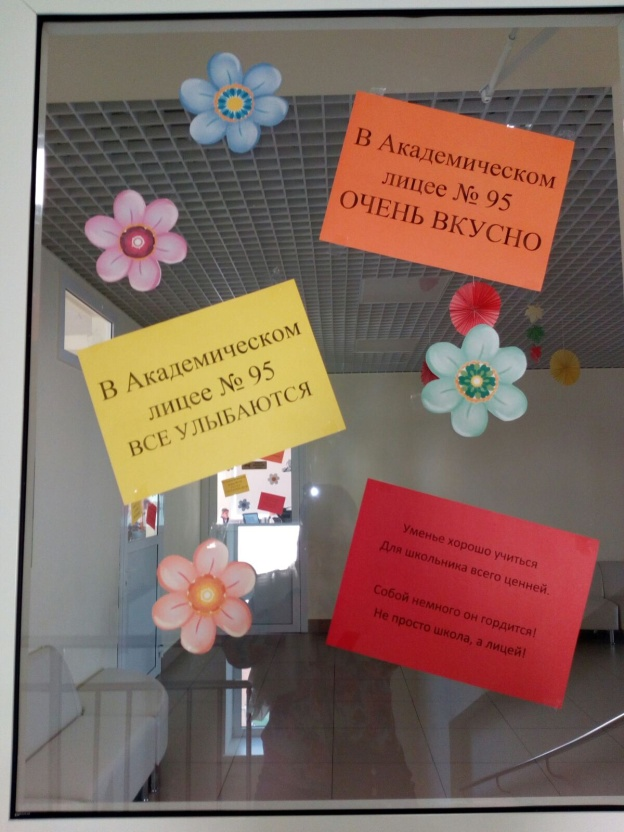 В Академическом
лицее № 95
ОЧЕНЬ ВКУСНО
В Академическом
лицее № 95
ВСЕ УЛЫБАЮТСЯ
Уменье хорошо учиться
Для школьника всего ценней.
Собой немного он гордится!
Не просто школа, а лицей!